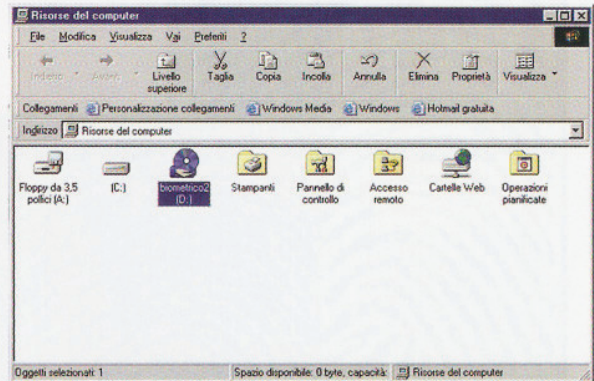 Risorse del computer
File Modifica Visualizza Vai Preferiti ?
Indietro Avanti Livello superiore Taglia Copia Incolla Annulla Elimina Proprietà Visualizza
Collegamenti Personalizzazione collegamenti Windows Media Windows Hotmail gratuita
Indirizzo Risorse del computer
Floppy da 3,5 pollici (A:)
(C:)
biometrico2 (D:)
Stampanti
Pannello di controllo
Accesso remoto
Cartelle Web
Operazioni pianificate
Oggetti selezionati: 1 Spazio disponibile: 0 byte, capacità: Risorse del computer